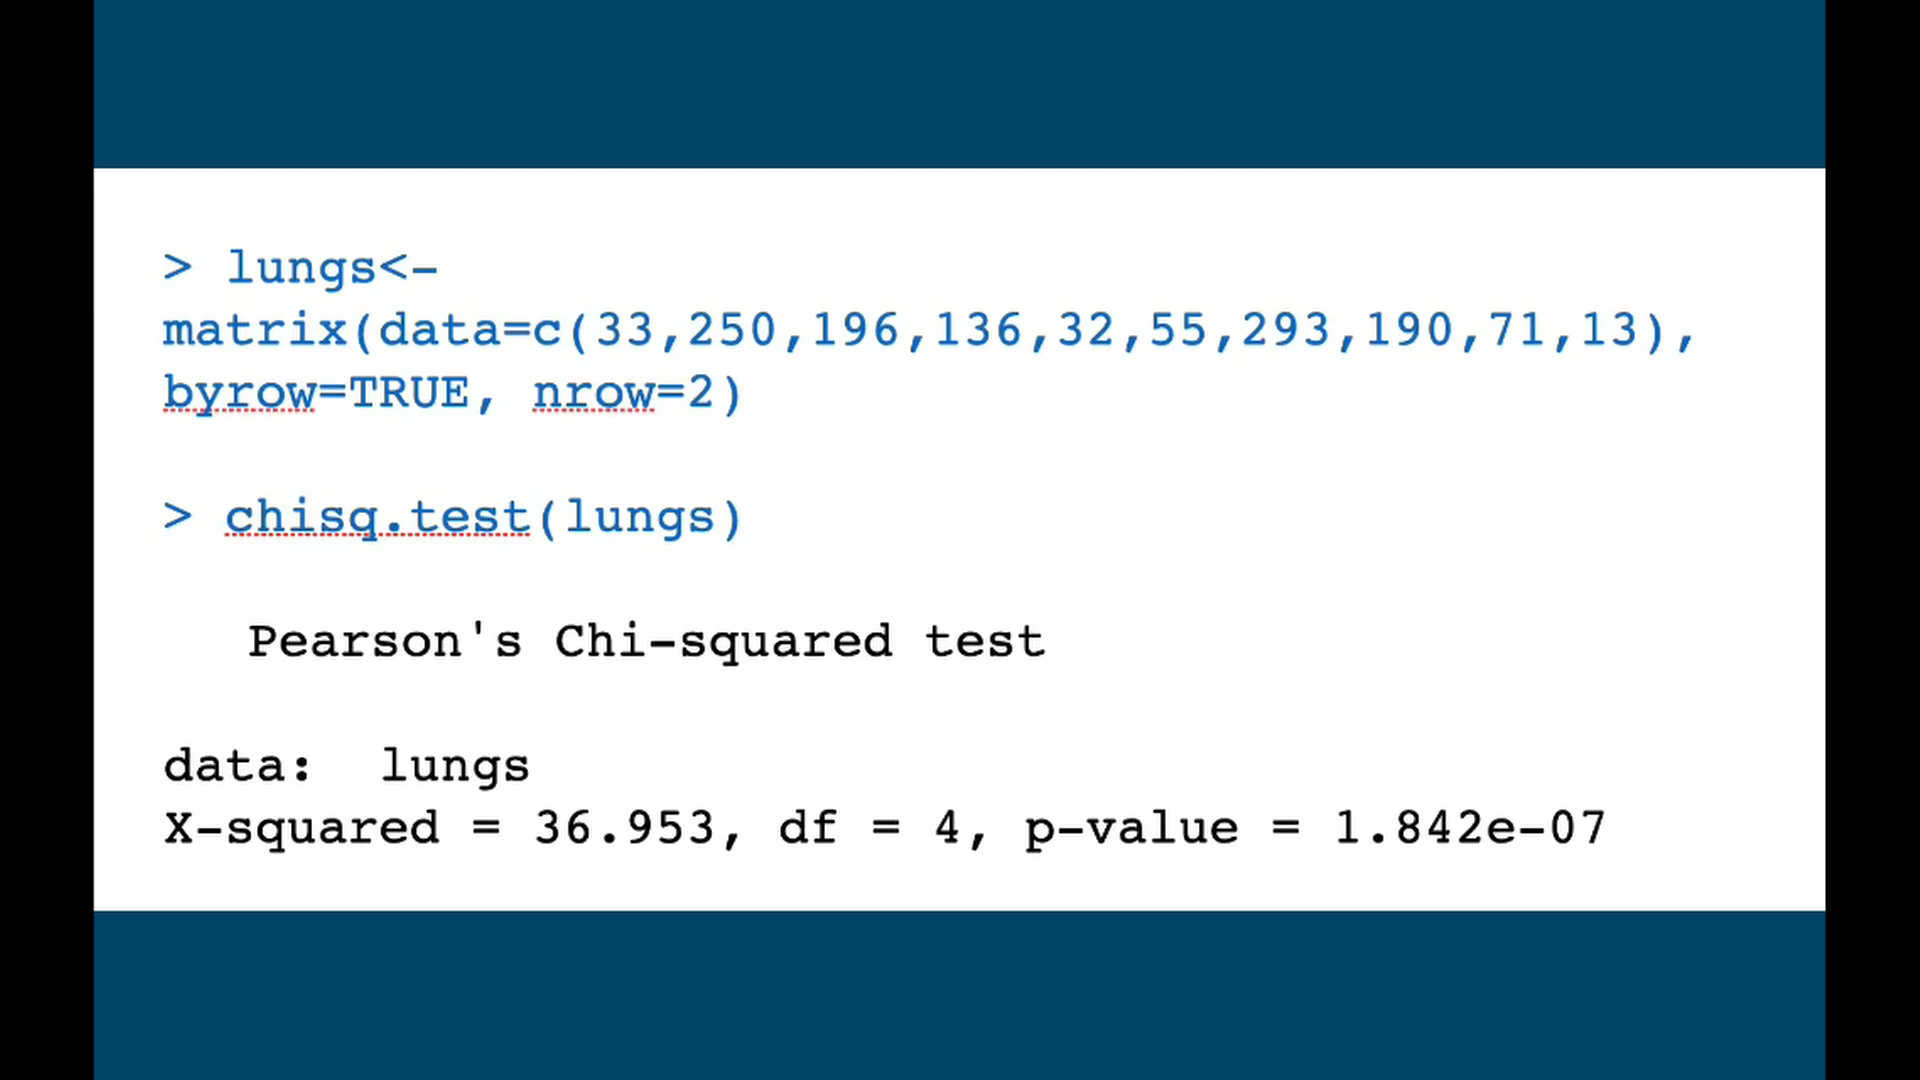 > lungs<-
matrix(data=c(33,250,196,136,32,55,293,190,71,13),
byrow=TRUE, nrow=2)
> chisq.test(lungs)
Pearson's Chi-squared test
data:  lungs
X-squared = 36.953, df = 4, p-value = 1.842e-07